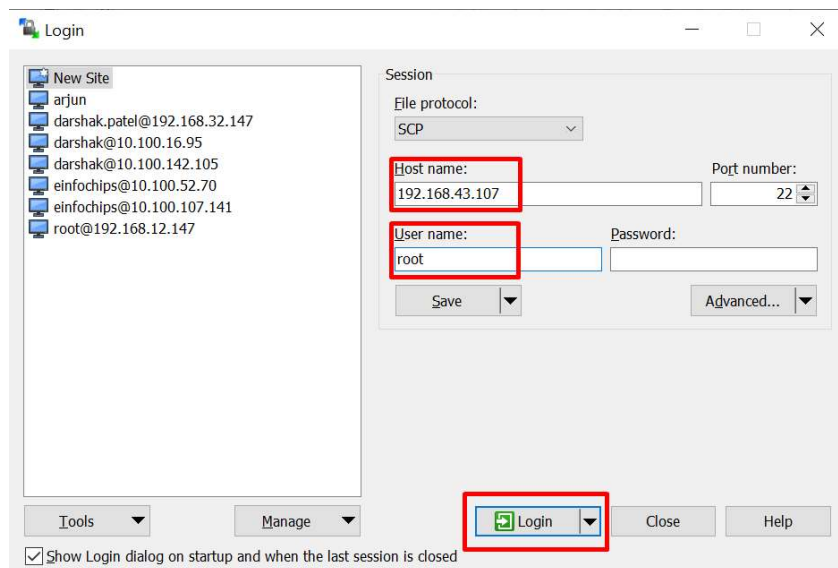 Login
New Site
arjun
darshak.patel@192.168.32.147
darshak@10.100.16.95
darshak@10.100.142.105
einfochips@10.100.52.70
einfochips@10.100.107.141
root@192.168.12.147
Session
File protocol:
SCP
Host name:
Port number:
192.168.43.107
22
User name:
Password:
root
Save
Advanced...
Tools
Manage
Login
Close
Help
Show Login dialog on startup and when the last session is closed